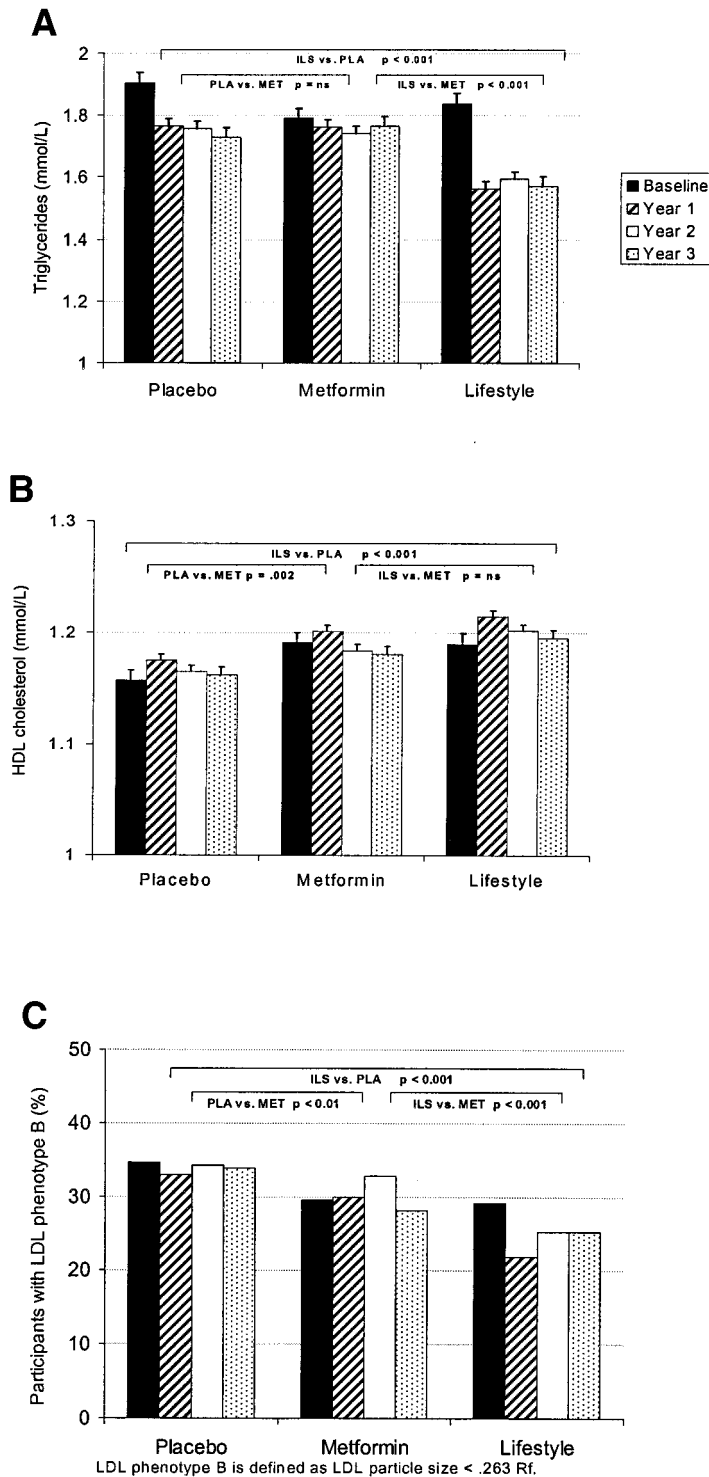 A
2
1.8
1.6
1.4
1.2
1
Triglycerides (mmol/L)
ILS vs. PLA p < 0.001
PLA vs. MET p = ns
ILS vs. MET p < 0.001
Placebo
Metformin
Lifestyle
Baseline
Year 1
Year 2
Year 3
B
1.3
1.2
1.1
1
HDL cholesterol (mmol/L)
ILS vs. PLA p < 0.001
PLA vs. MET p = .002
ILS vs. MET p = ns
Placebo
Metformin
Lifestyle
C
50
40
30
20
10
0
Participants with LDL phenotype B (%)
ILS vs. PLA p < 0.001
PLA vs. MET p < 0.01
ILS vs. MET p < 0.001
Placebo
Metformin
Lifestyle
LDL phenotype B is defined as LDL particle size < .263 Rf.